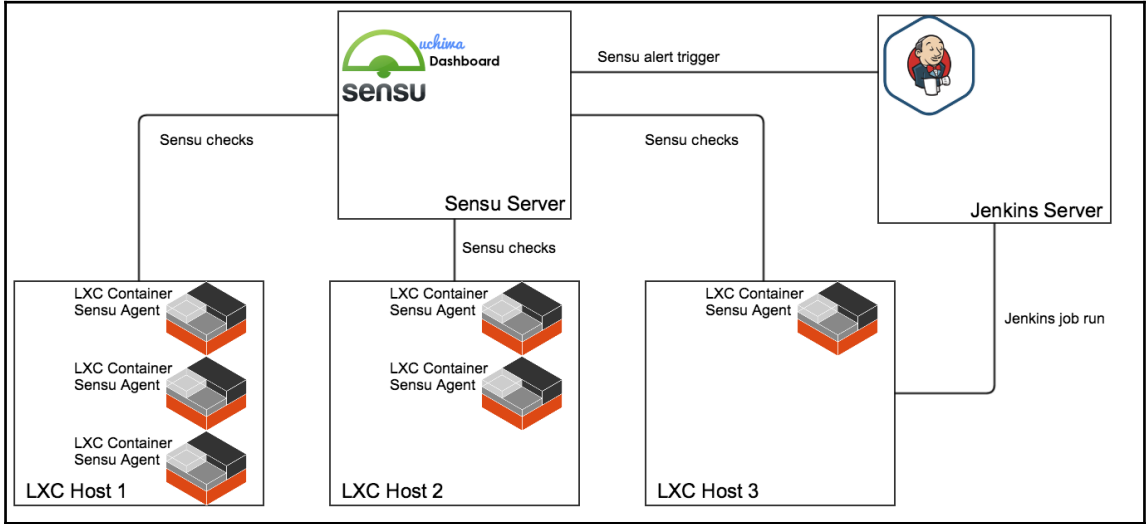 uchiwa
Dashboard
sensu
Sensu Server
Sensu alert trigger
Jenkins Server
Sensu checks
Sensu checks
Sensu checks
Jenkins job run
LXC Container
Sensu Agent
LXC Container
Sensu Agent
LXC Container
Sensu Agent
LXC Host 1
LXC Container
Sensu Agent
LXC Container
Sensu Agent
LXC Host 2
LXC Container
Sensu Agent
LXC Host 3